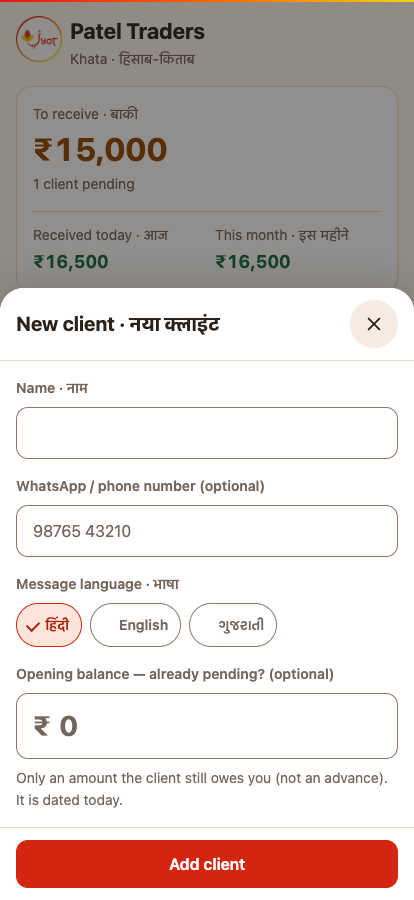 Jyot
Patel Traders
Khata · हिसाब-किताब
To receive · बाकी
₹15,000
1 client pending
Received today · आज
This month · इस महीने
₹16,500
₹16,500
New client · नया क्लाइंट
Name · नाम
WhatsApp / phone number (optional)
98765 43210
Message language · भाषा
हिंदी
English
ગુજરાતી
Opening balance — already pending? (optional)
₹ 0
Only an amount the client still owes you (not an advance).
It is dated today.
Add client